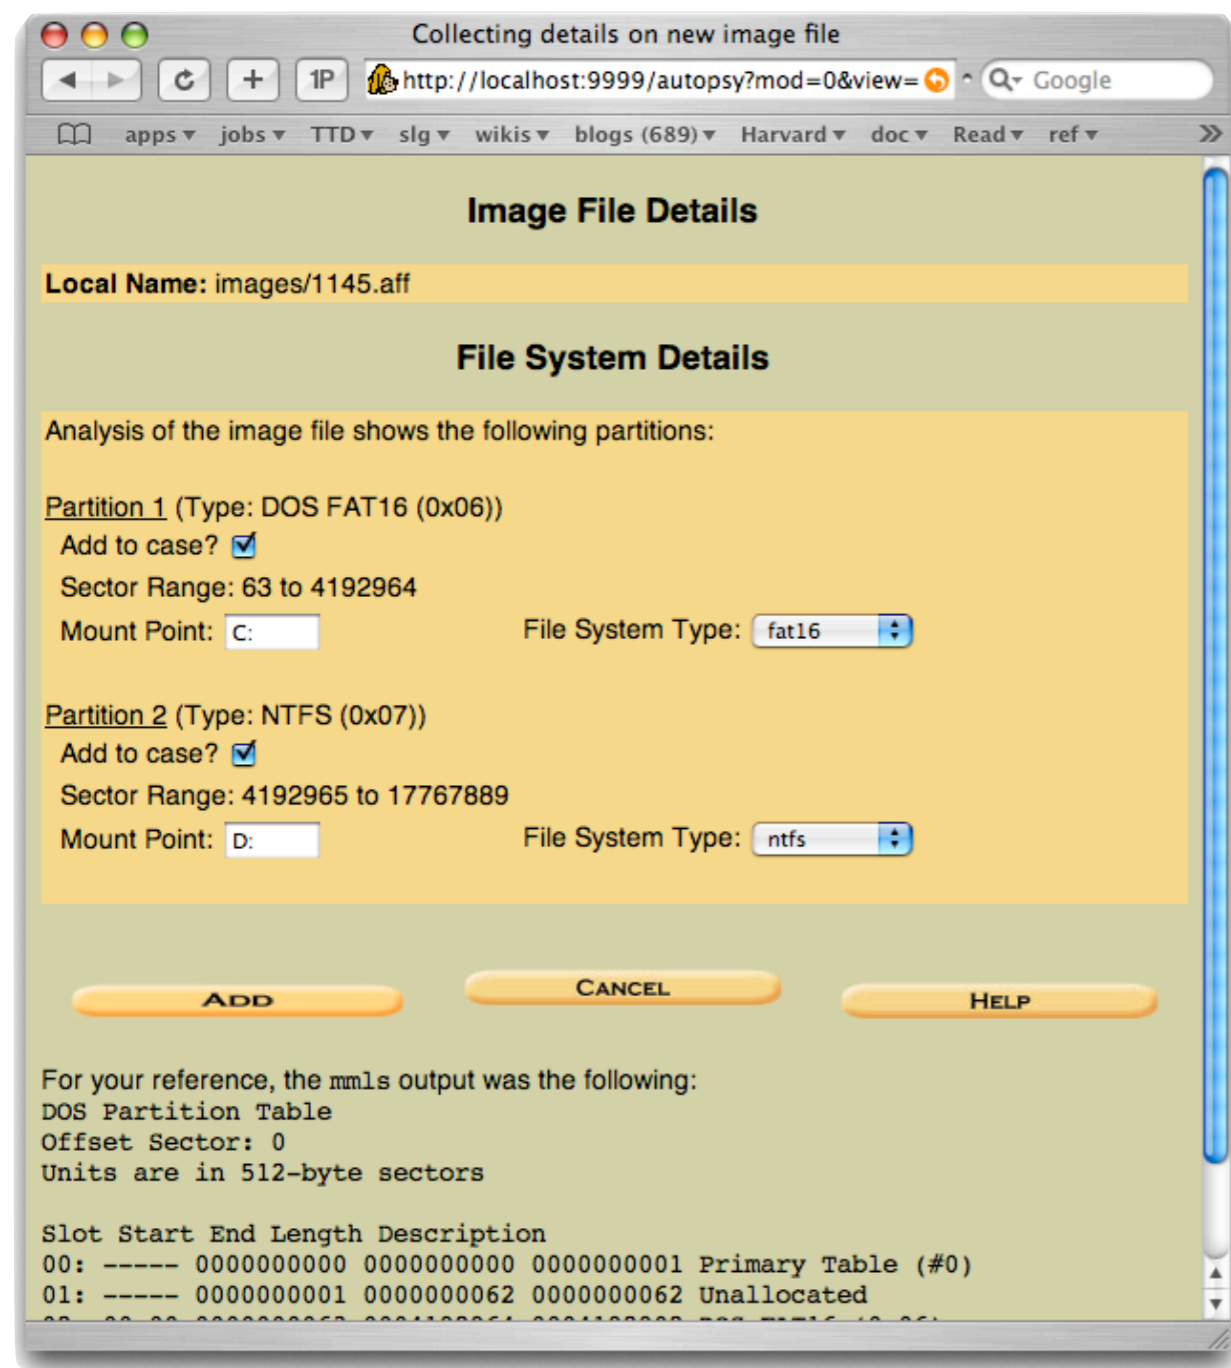 Collecting details on new image file
1P http://localhost:9999/autopsy?mod=0&view= Google
apps jobs TTD slg wikis blogs (689) Harvard doc Read ref »
Image File Details
Local Name: images/1145.aff
File System Details
Analysis of the image file shows the following partitions:
Partition 1 (Type: DOS FAT16 (0x06))
Add to case?
Sector Range: 63 to 4192964
Mount Point: C: File System Type: fat16
Partition 2 (Type: NTFS (0x07))
Add to case?
Sector Range: 4192965 to 17767889
Mount Point: D: File System Type: ntfs
ADD CANCEL HELP
For your reference, the mmls output was the following:
DOS Partition Table
Offset Sector: 0
Units are in 512-byte sectors
Slot Start End Length Description
00: ----- 0000000000 0000000000 0000000001 Primary Table (#0)
01: ----- 0000000001 0000000062 0000000062 Unallocated